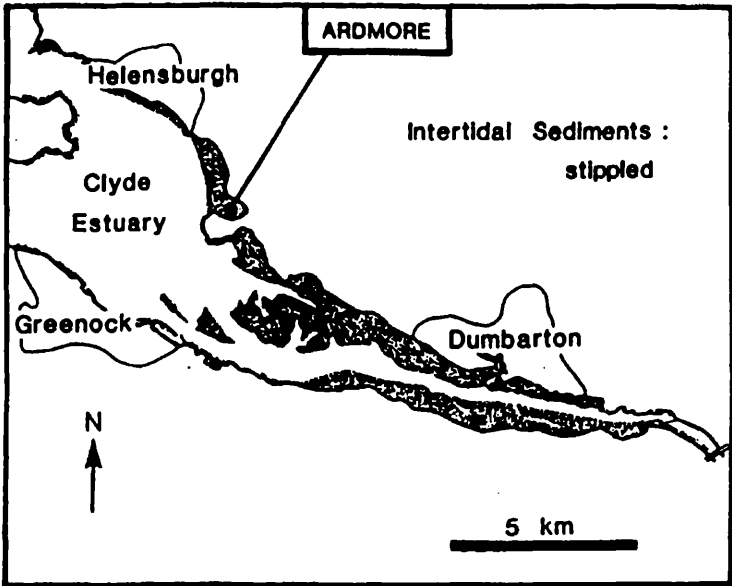 ARDMORE
Helensburgh
Intertidal Sediments :
stippled
Clyde
Estuary
Greenock
Dumbarton
N
5 km